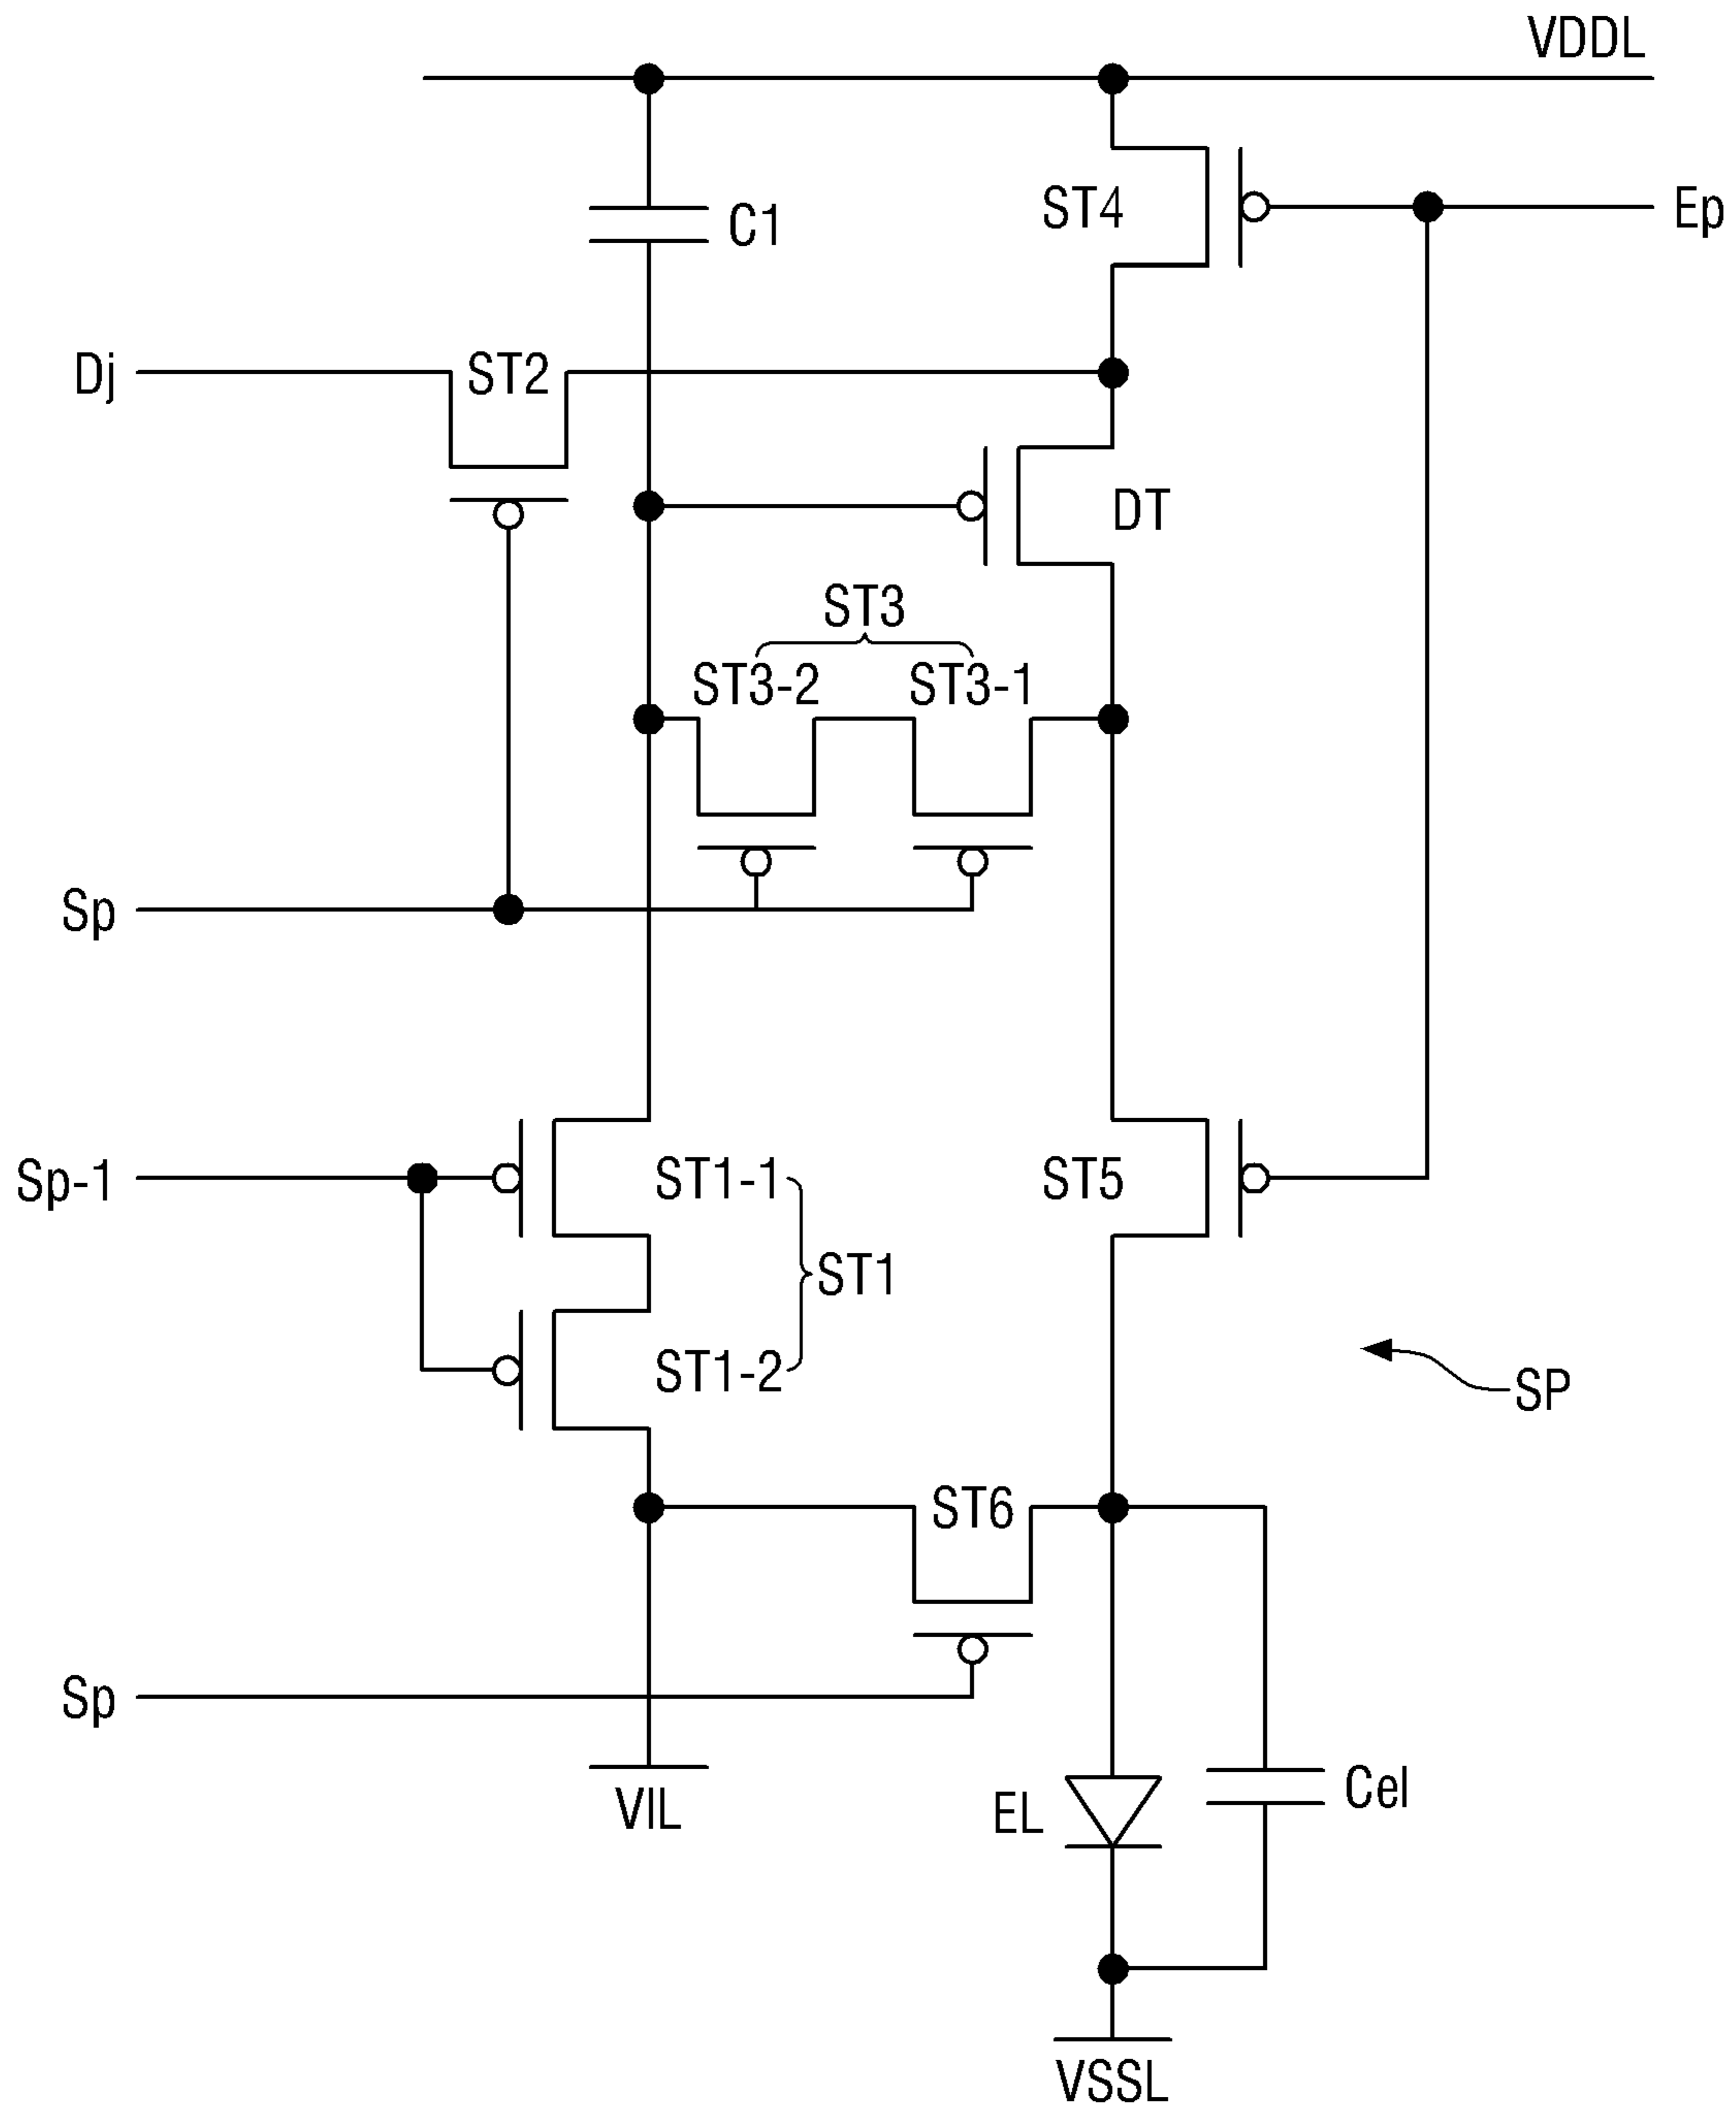 VDDL
ST4
Ep
C1
Dj
ST2
DT
ST3
ST3-2
ST3-1
Sp
Sp-1
ST1-1
ST5
ST1
ST1-2
SP
ST6
Sp
VIL
EL
Cel
VSSL